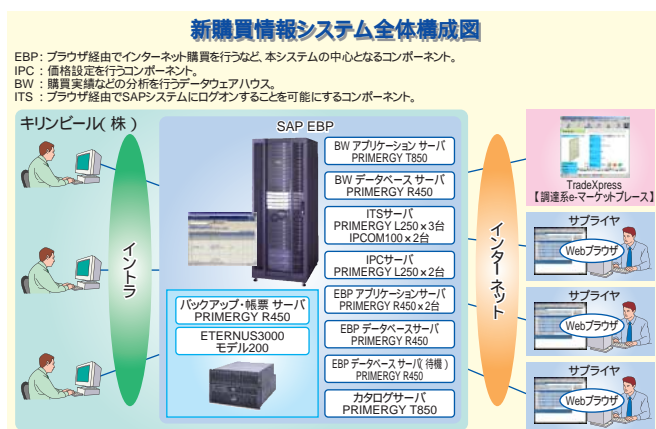 新購買情報システム全体構成図
EBP：ブラウザ経由でインターネット購買を行うなど、本システムの中心となるコンポーネント。
IPC：価格設定を行うコンポーネント。
BW：購買実績などの分析を行うデータウェアハウス。
ITS：ブラウザ経由でSAPシステムにログオンすることを可能にするコンポーネント。
キリンビール(株)
イントラ
SAP EBP
BW アプリケーション サーバ
PRIMERGY T850
BW データベース サーバ
PRIMERGY R450
ITSサーバ
PRIMERGY L250×3台
IPCOM100×2台
IPCサーバ
PRIMERGY L250×2台
EBP アプリケーションサーバ
PRIMERGY R450×2台
EBP データベースサーバ
PRIMERGY R450
EBP データベース サーバ(待機)
PRIMERGY R450
カタログサーバ
PRIMERGY T850
バックアップ・帳票 サーバ
PRIMERGY R450
ETERNUS3000
モデル200
インターネット
TradeXpress
【調達系e-マーケットプレース】
サプライヤ
Webブラウザ
サプライヤ
Webブラウザ
サプライヤ
Webブラウザ